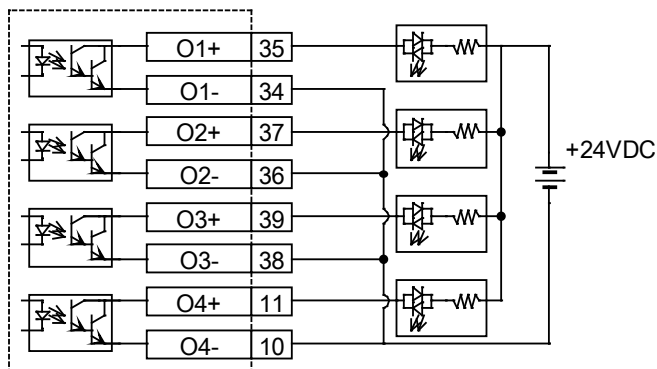 O1+ 35
O1- 34
O2+ 37
O2- 36
+24VDC
O3+ 39
O3- 38
O4+ 11
O4- 10